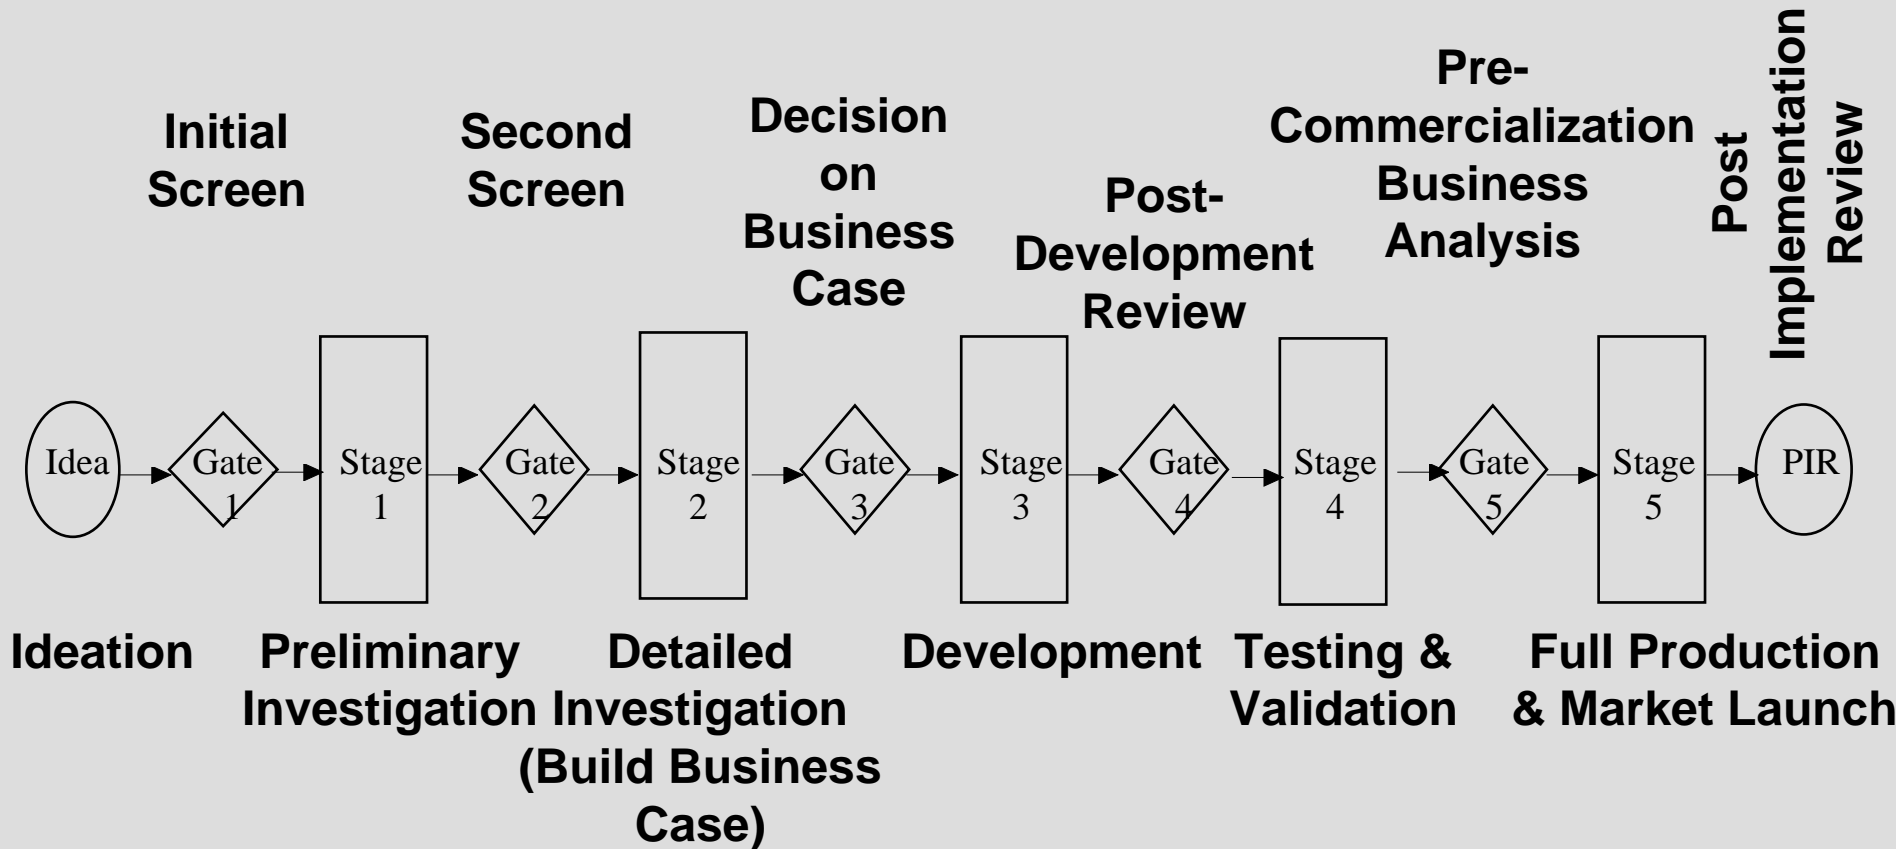 Initial
Screen
Second
Screen
Decision
on
Business
Case
Post-
Development
Review
Pre-
Commercialization
Business
Analysis
Post
Implementation
Review
Idea
Gate
1
Stage
1
Gate
2
Stage
2
Gate
3
Stage
3
Gate
4
Stage
4
Gate
5
Stage
5
PIR
Ideation
Preliminary
Investigation
Detailed
Investigation
(Build Business
Case)
Development
Testing &
Validation
Full Production
& Market Launch